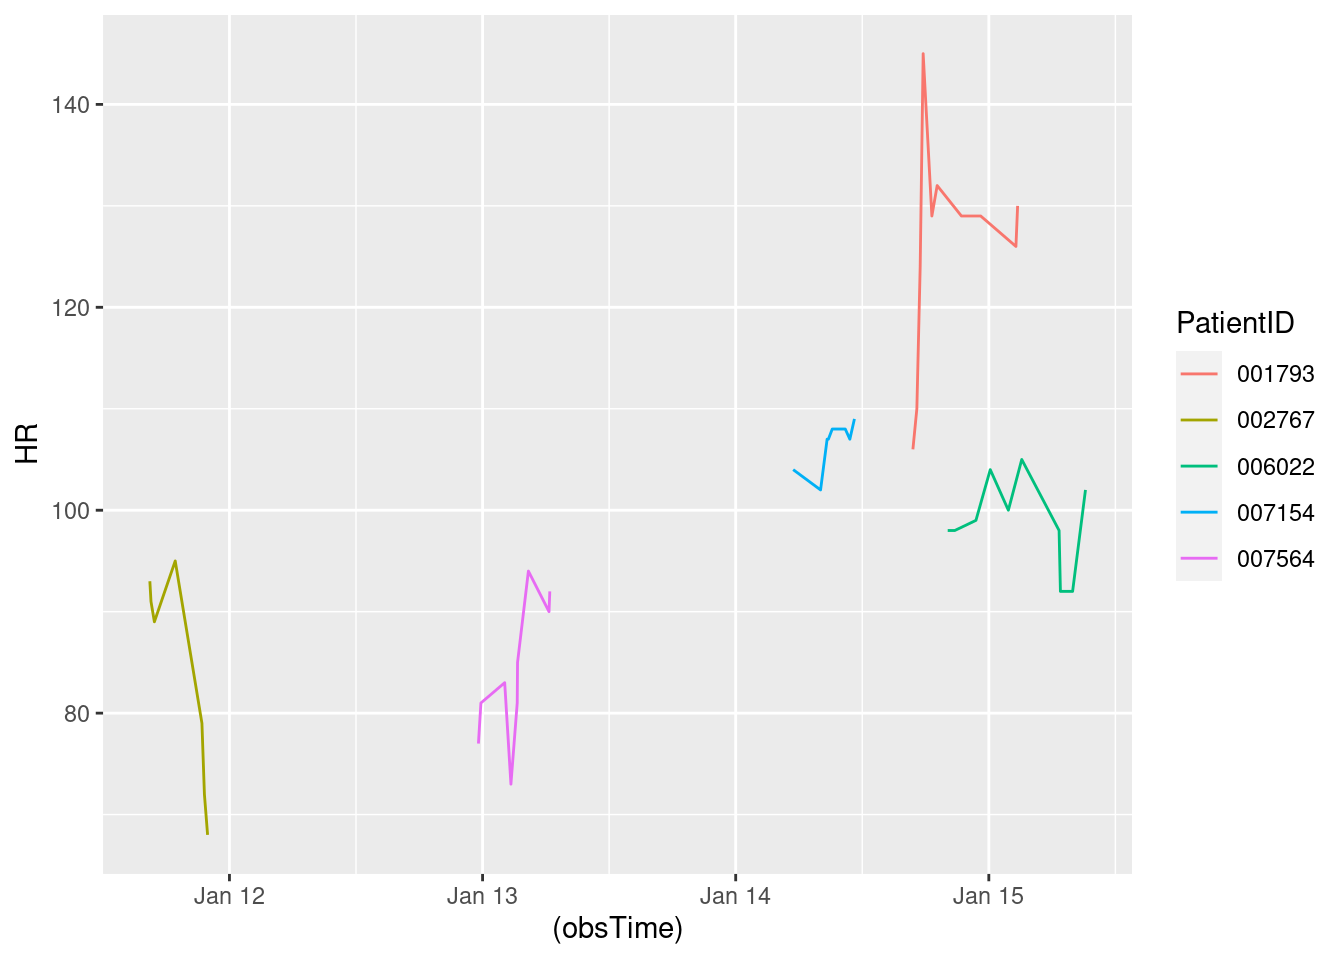 140
120
100
80
HR
Jan 12
Jan 13
Jan 14
Jan 15
(obsTime)
PatientID
001793
002767
006022
007154
007564